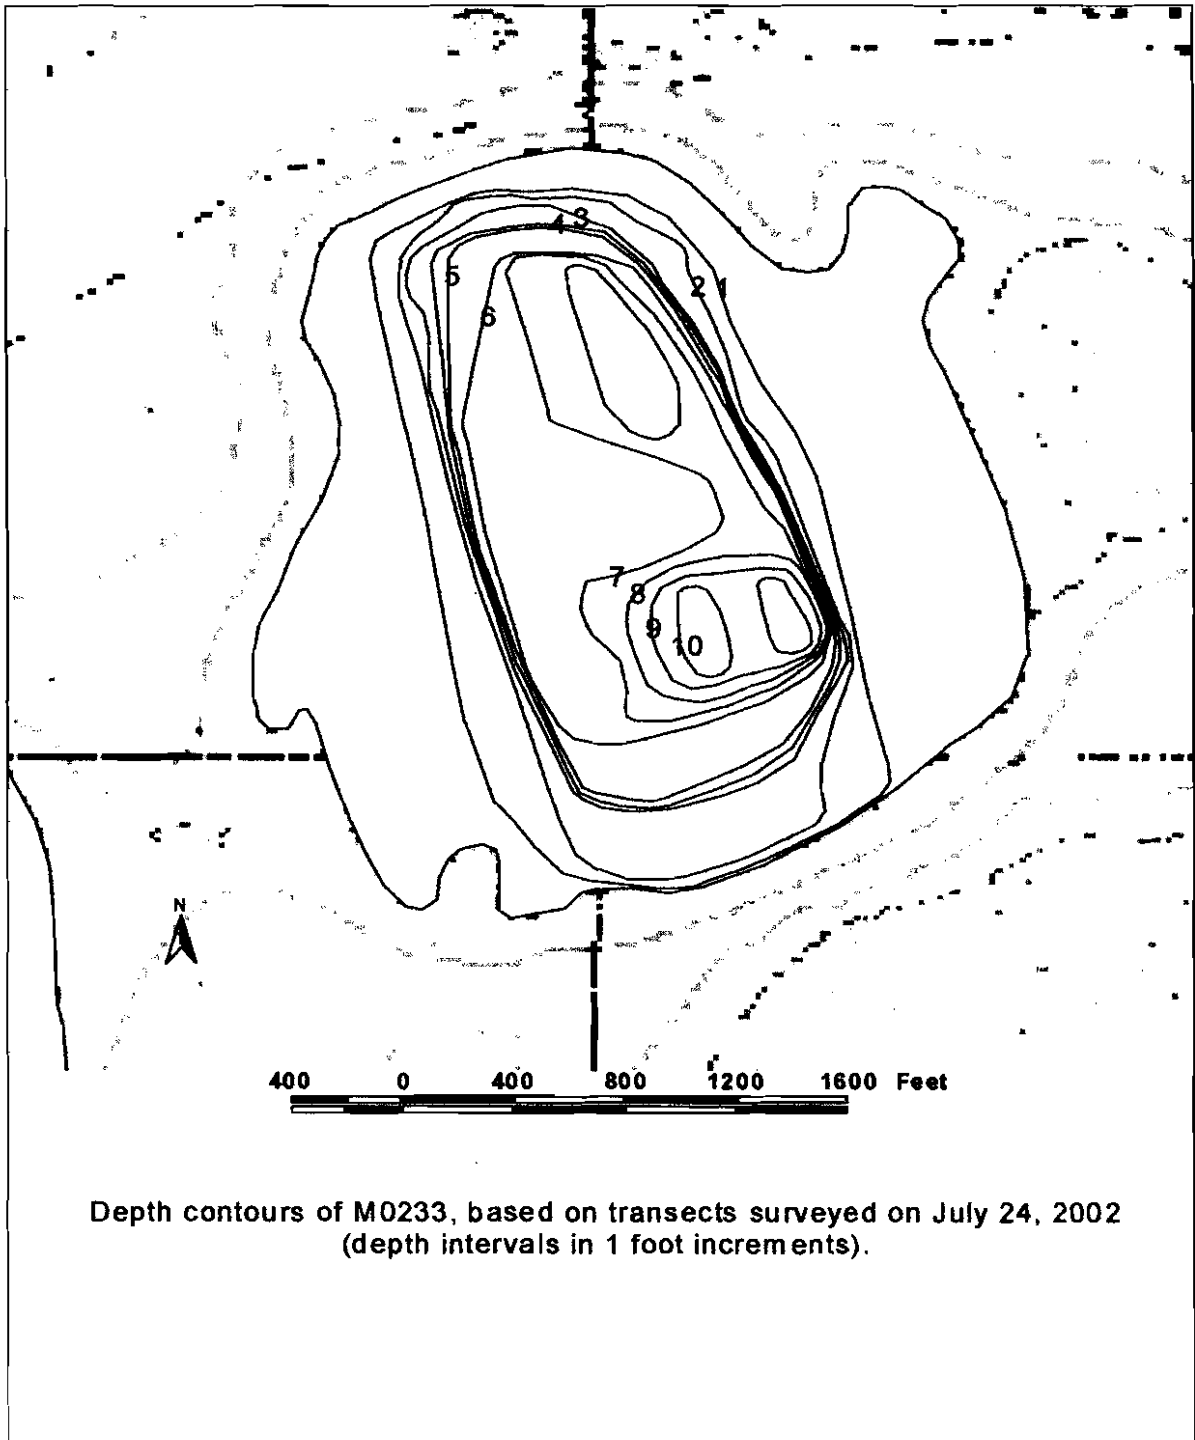 4 3
5
2 1
6
7
8
9
10
N
400 0 400 800 1200 1600 Feet
Depth contours of M0233, based on transects surveyed on July 24, 2002
(depth intervals in 1 foot increments).